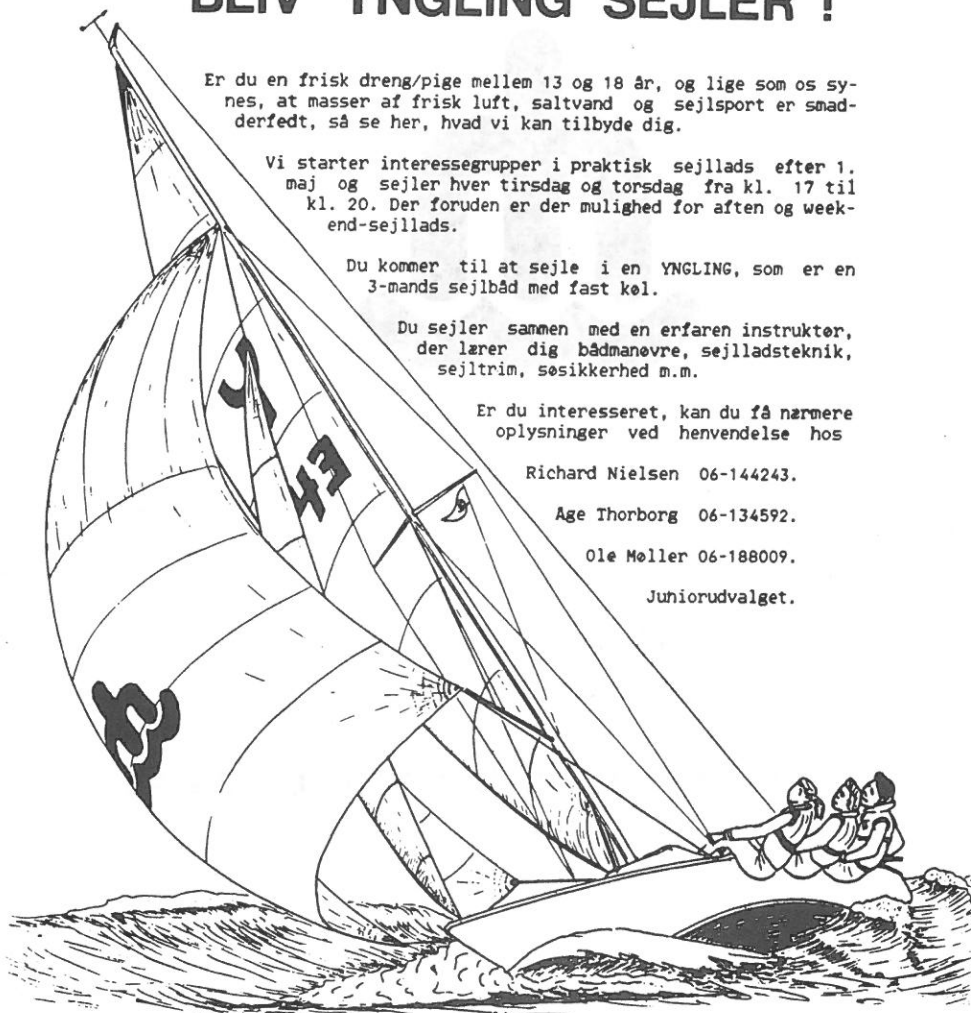 BLIV YNGLING SEJLER !
Er du en frisk dreng/pige mellem 13 og 18 år, og lige som os sy-
nes, at masser af frisk luft, saltvand og sejlsport er smad-
derfedt, så se her, hvad vi kan tilbyde dig.
Vi starter interessegrupper i praktisk sejllads efter 1.
maj og sejler hver tirsdag og torsdag fra kl. 17 til
kl. 20. Der foruden er der mulighed for aften og week-
end-sejllads.
Du kommer til at sejle i en YNGLING, som er en
3-mands sejlbåd med fast køl.
Du sejler sammen med en erfaren instruktør,
der lærer dig bådmanøvre, sejlladsteknik,
sejltrim, søsikkerhed m.m.
Er du interesseret, kan du få nærmere
oplysninger ved henvendelse hos
Richard Nielsen 06-144243.
Age Thorborg 06-134592.
Ole Møller 06-188009.
Juniorudvalget.